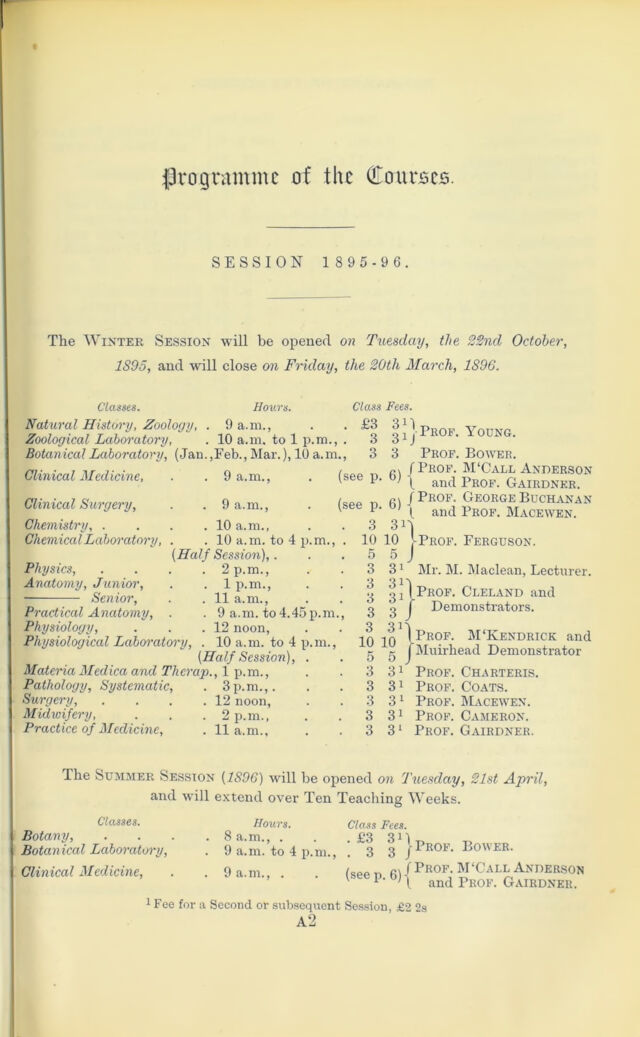 Programme of the Courses.
SESSION 1895-96.
The WINTER SESSION will be opened on Tuesday, the 22nd October,
1895, and will close on Friday, the 20th March, 1896.
Classes. Hours. Class Fees.
Natural History, Zoology, . 9 a.m., . . £3 3¹ } PROF. YOUNG.
Zoological Laboratory, . 10 a.m. to 1 p.m., . 3 3¹ }
Botanical Laboratory, (Jan., Feb., Mar.), 10 a.m., 3 3 PROF. BOWER.
Clinical Medicine, . . 9 a.m., . (see p. 6) { PROF. M‘CALL ANDERSON
and PROF. GAIRDNER.
Clinical Surgery, . . 9 a.m., . (see p. 6) { PROF. GEORGE BUCHANAN
and PROF. MACEWEN.
Chemistry, . . . . 10 a.m., . . 3 3¹ }
Chemical Laboratory, . . 10 a.m. to 4 p.m., . 10 10 } PROF. FERGUSON.
(Half Session), . . . 5 5 }
Physics, . . . . 2 p.m., . . 3 3¹ Mr. M. Maclean, Lecturer.
Anatomy, Junior, . . 1 p.m., . . 3 3¹ }
——— Senior, . . 11 a.m., . . 3 3¹ } PROF. CLELAND and
Practical Anatomy, . . 9 a.m. to 4.45 p.m., 3 3 } Demonstrators.
Physiology, . . . 12 noon, . . 3 3¹ }
Physiological Laboratory, . 10 a.m. to 4 p.m., 10 10 } PROF. M‘KENDRICK and
(Half Session), . . 5 5 } Muirhead Demonstrator
Materia Medica and Therap., 1 p.m., . . 3 3¹ PROF. CHARTERIS.
Pathology, Systematic, . 3 p.m., . . . 3 3¹ PROF. COATS.
Surgery, . . . . 12 noon, . . 3 3¹ PROF. MACEWEN.
Midwifery, . . . . 2 p.m., . . 3 3¹ PROF. CAMERON.
Practice of Medicine, . 11 a.m., . . 3 3¹ PROF. GAIRDNER.
The SUMMER SESSION (1896) will be opened on Tuesday, 21st April,
and will extend over Ten Teaching Weeks.
Classes. Hours. Class Fees.
Botany, . . . . . 8 a.m., . . . £3 3¹ }
Botanical Laboratory, . 9 a.m. to 4 p.m., . 3 3 } PROF. BOWER.
Clinical Medicine, . . 9 a.m., . . (see p. 6) { PROF. M‘CALL ANDERSON
and PROF. GAIRDNER.
¹ Fee for a Second or subsequent Session, £2 2s
A2